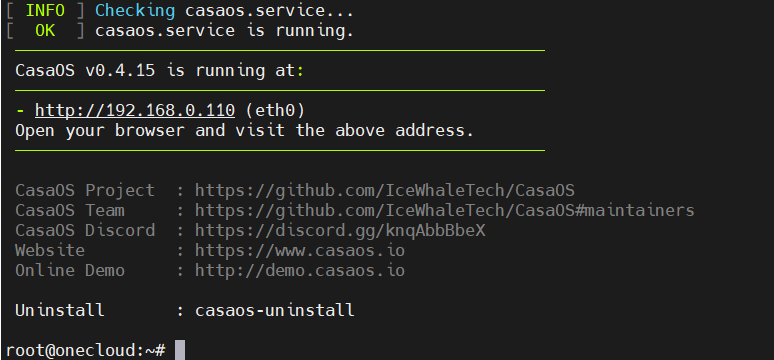 [ INFO ] Checking casaos.service...
[  OK  ] casaos.service is running.
CasaOS v0.4.15 is running at:
- http://192.168.0.110 (eth0)
Open your browser and visit the above address.
CasaOS Project  : https://github.com/IceWhaleTech/CasaOS
CasaOS Team     : https://github.com/IceWhaleTech/CasaOS#maintainers
CasaOS Discord  : https://discord.gg/knqAbbBbeX
Website         : https://www.casaos.io
Online Demo     : http://demo.casaos.io
Uninstall       : casaos-uninstall
root@onecloud:~#